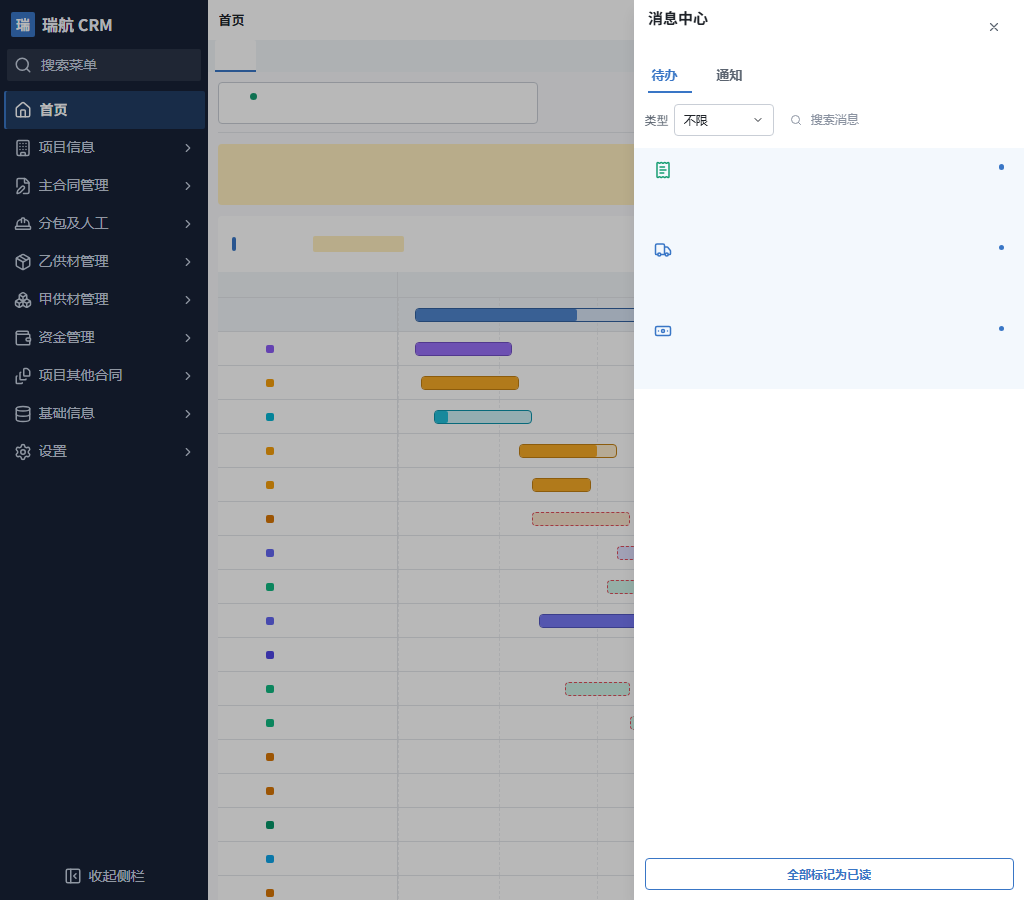 瑞 瑞航 CRM
搜索菜单
首页
项目信息
主合同管理
分包及人工
乙供材管理
甲供材管理
资金管理
项目其他合同
基础信息
设置
收起侧栏
首页
消息中心
待办 通知
类型 不限 搜索消息
全部标记为已读